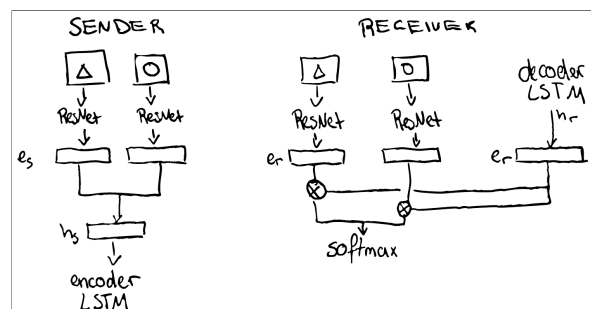 SENDER
ResNet ResNet
es
hs
encoder
LSTM
RECEIVER
decoder
LSTM
hr
ResNet ResNet
er
er
softmax